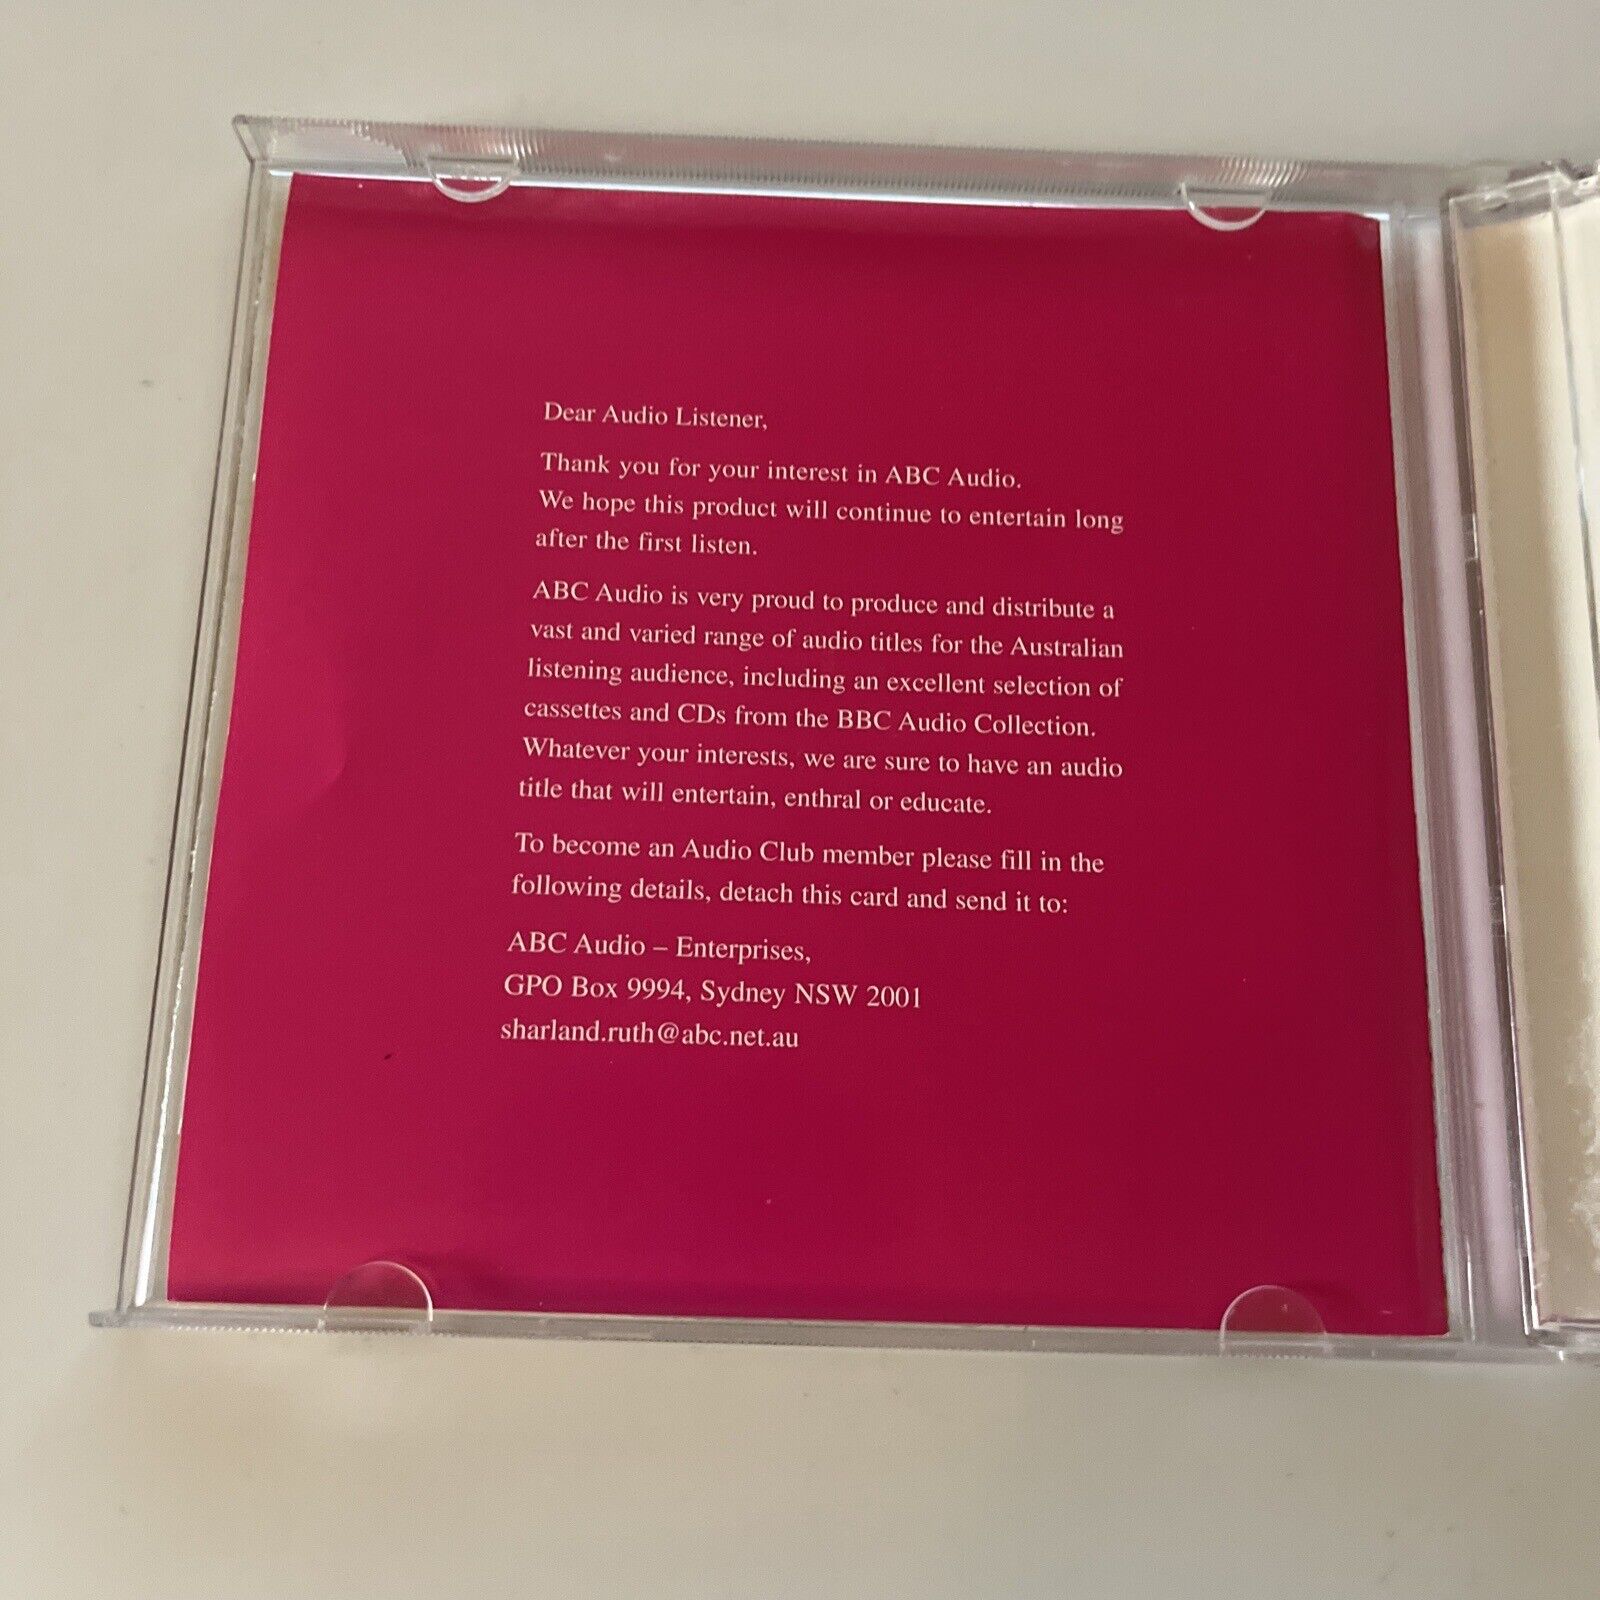 Dear Audio Listener,
Thank you for your interest in ABC Audio.
We hope this product will continue to entertain long
after the first listen.
ABC Audio is very proud to produce and distribute a
vast and varied range of audio titles for the Australian
listening audience, including an excellent selection of
cassettes and CDs from the BBC Audio Collection.
Whatever your interests, we are sure to have an audio
title that will entertain, enthral or educate.
To become an Audio Club member please fill in the
following details, detach this card and send it to:
ABC Audio – Enterprises,
GPO Box 9994, Sydney NSW 2001
sharland.ruth@abc.net.au